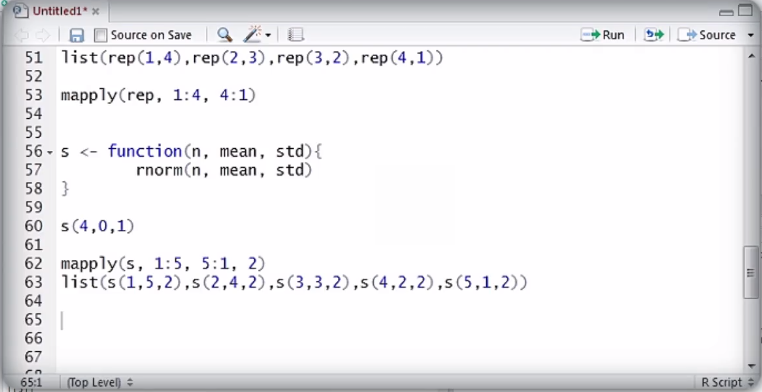 Untitled1* ×
Source on Save Run Source
51 list(rep(1,4),rep(2,3),rep(3,2),rep(4,1))
52
53 mapply(rep, 1:4, 4:1)
54
55
56 s <- function(n, mean, std){
57 rnorm(n, mean, std)
58 }
59
60 s(4,0,1)
61
62 mapply(s, 1:5, 5:1, 2)
63 list(s(1,5,2),s(2,4,2),s(3,3,2),s(4,2,2),s(5,1,2))
64
65
66
67
65:1 (Top Level) R Script